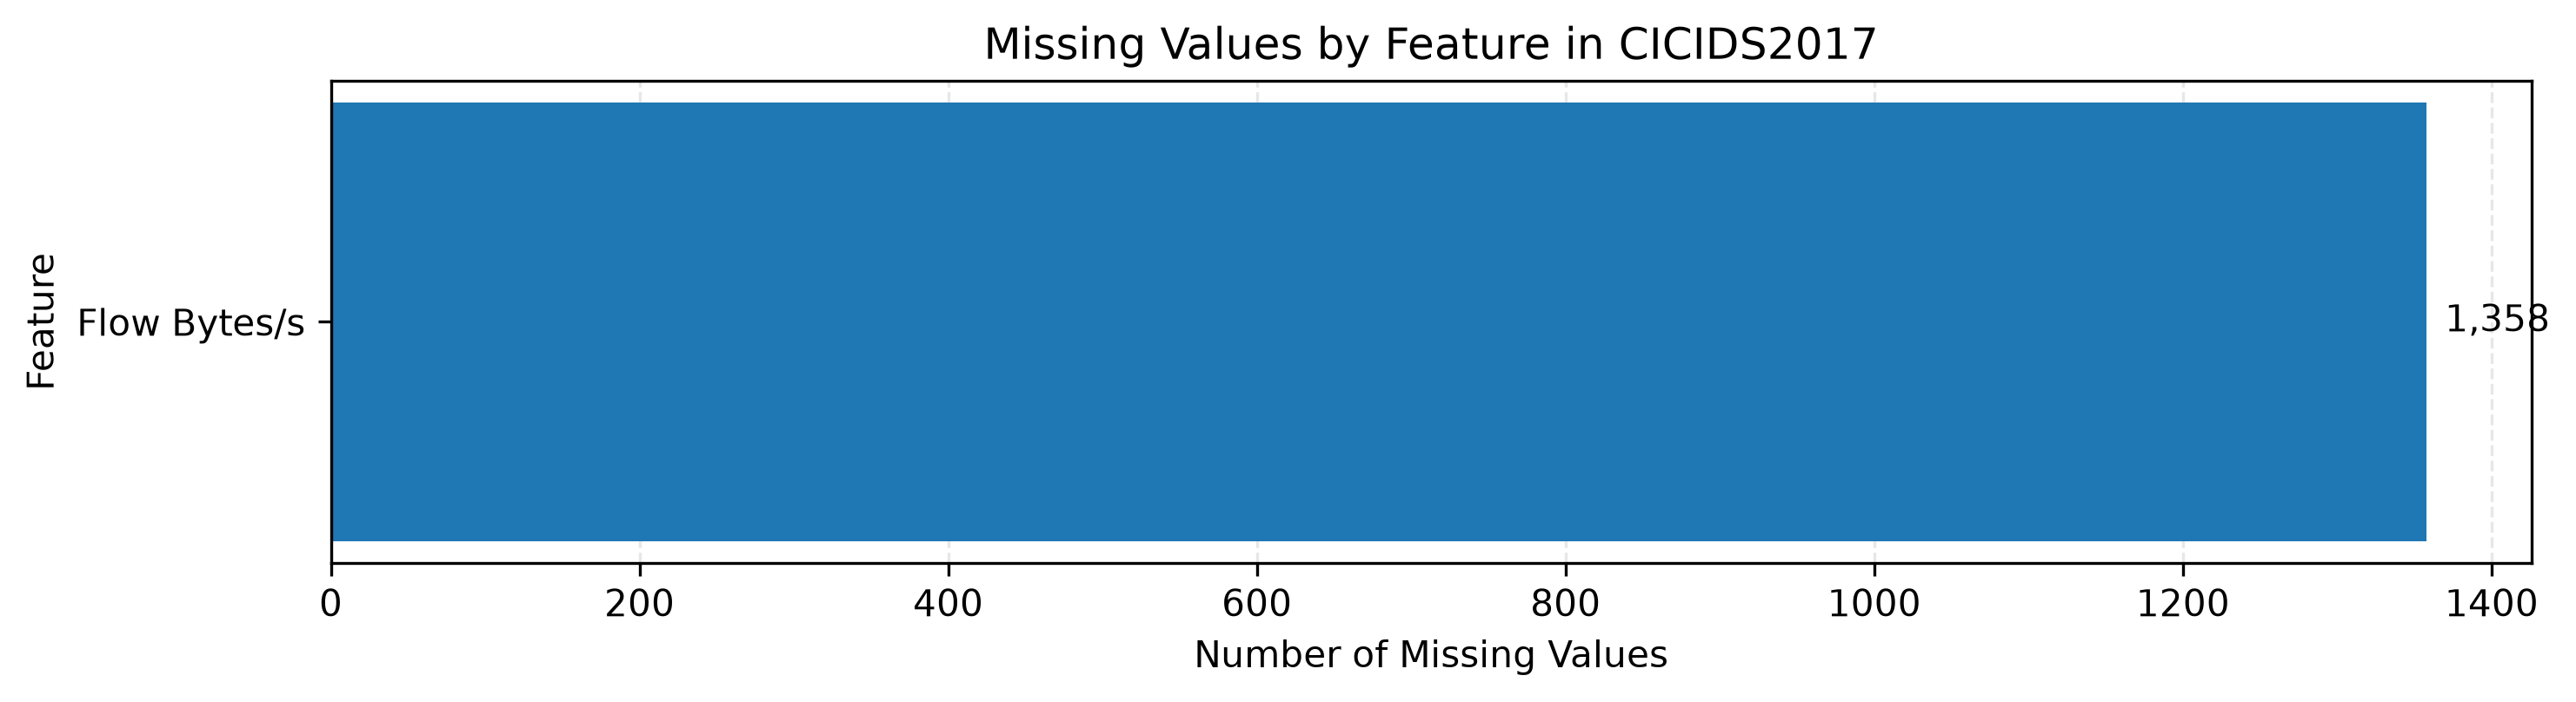 Missing Values by Feature in CICIDS2017
Feature
Flow Bytes/s
1,358
0 200 400 600 800 1000 1200 1400
Number of Missing Values